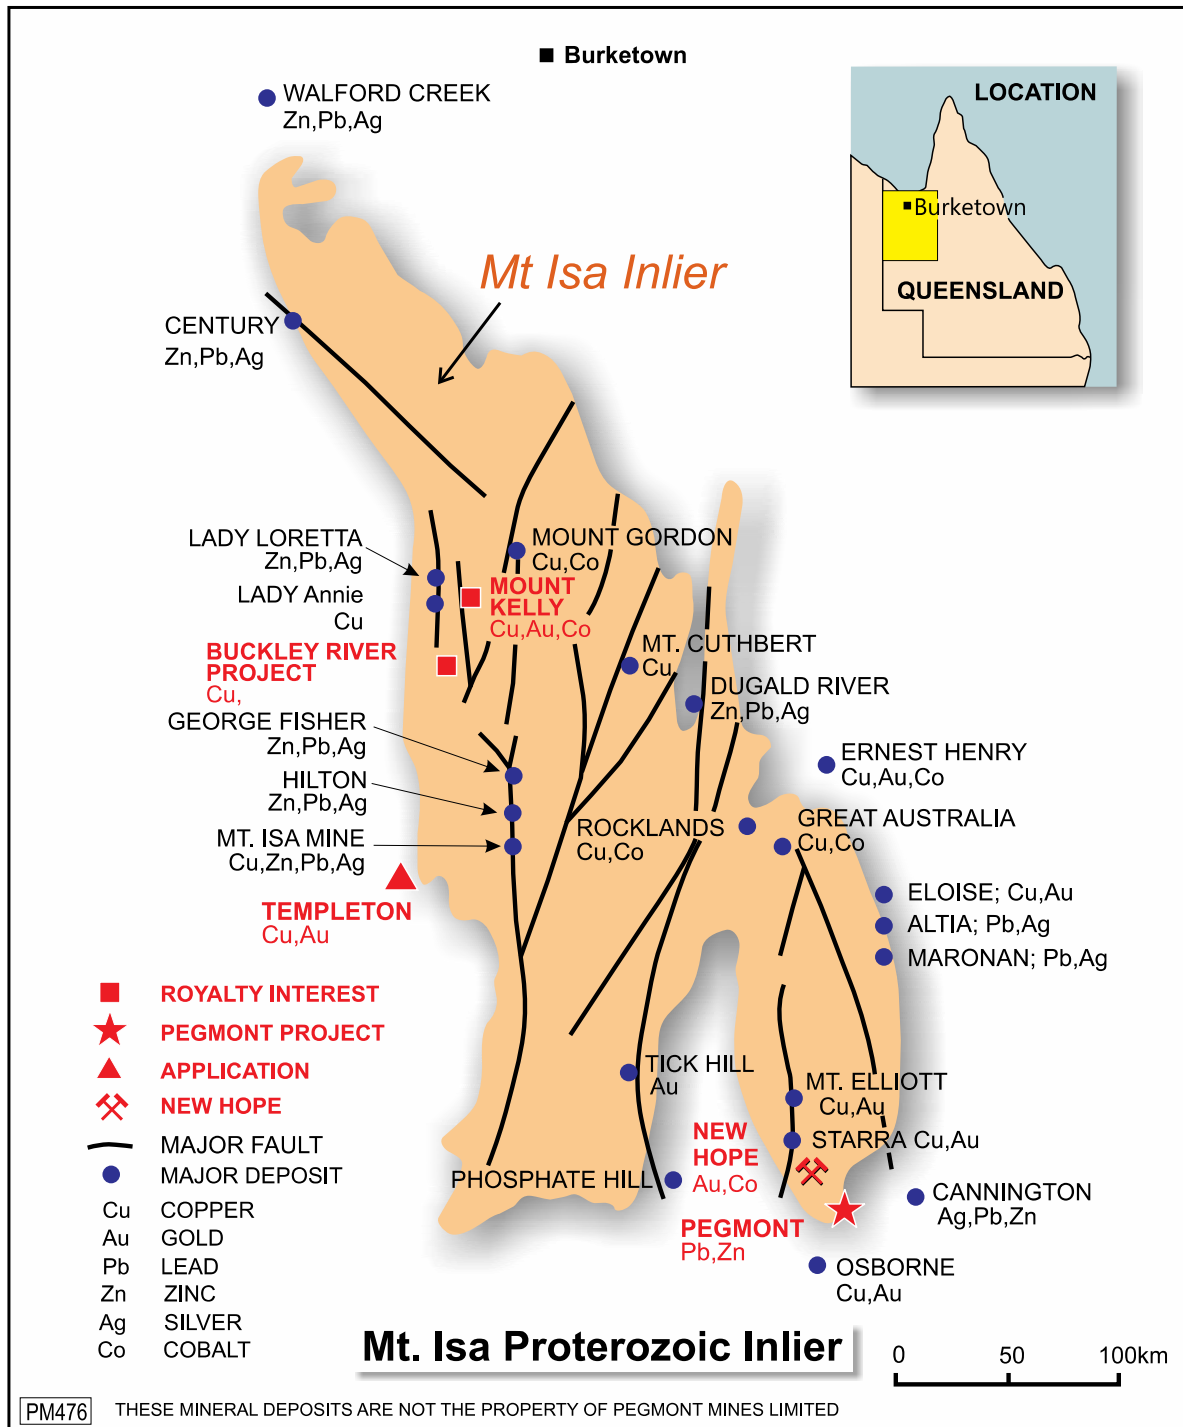 Burketown
WALFORD CREEK
Zn,Pb,Ag
LOCATION
Burketown
QUEENSLAND
Mt Isa Inlier
CENTURY
Zn,Pb,Ag
LADY LORETTA
Zn,Pb,Ag
LADY Annie
Cu
MOUNT GORDON
Cu,Co
MOUNT
KELLY
Cu,Au,Co
BUCKLEY RIVER
PROJECT
Cu,
MT. CUTHBERT
Cu
DUGALD RIVER
Zn,Pb,Ag
GEORGE FISHER
Zn,Pb,Ag
HILTON
Zn,Pb,Ag
MT. ISA MINE
Cu,Zn,Pb,Ag
ERNEST HENRY
Cu,Au,Co
ROCKLANDS
Cu,Co
GREAT AUSTRALIA
Cu,Co
TEMPLETON
Cu,Au
ELOISE; Cu,Au
ALTIA; Pb,Ag
MARONAN; Pb,Ag
ROYALTY INTEREST
PEGMONT PROJECT
APPLICATION
NEW HOPE
MAJOR FAULT
MAJOR DEPOSIT
Cu COPPER
Au GOLD
Pb LEAD
Zn ZINC
Ag SILVER
Co COBALT
TICK HILL
Au
MT. ELLIOTT
Cu,Au
STARRA Cu,Au
NEW
HOPE
Au,Co
PHOSPHATE HILL
PEGMONT
Pb,Zn
CANNINGTON
Ag,Pb,Zn
OSBORNE
Cu,Au
Mt. Isa Proterozoic Inlier
0 50 100km
PM476 THESE MINERAL DEPOSITS ARE NOT THE PROPERTY OF PEGMONT MINES LIMITED